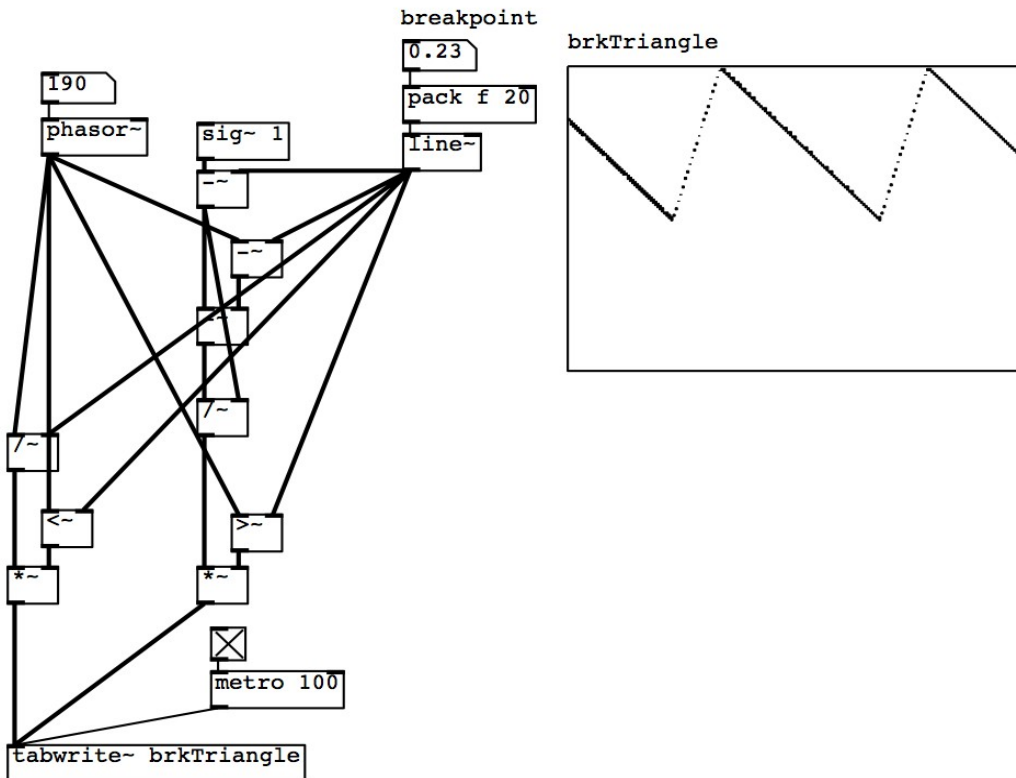 breakpoint
0.23
brkTriangle
190
pack f 20
phasor~
sig~ 1
line~
-~
-~
-~
/~
/~
<~
>~
*~
*~
metro 100
tabwrite~ brkTriangle